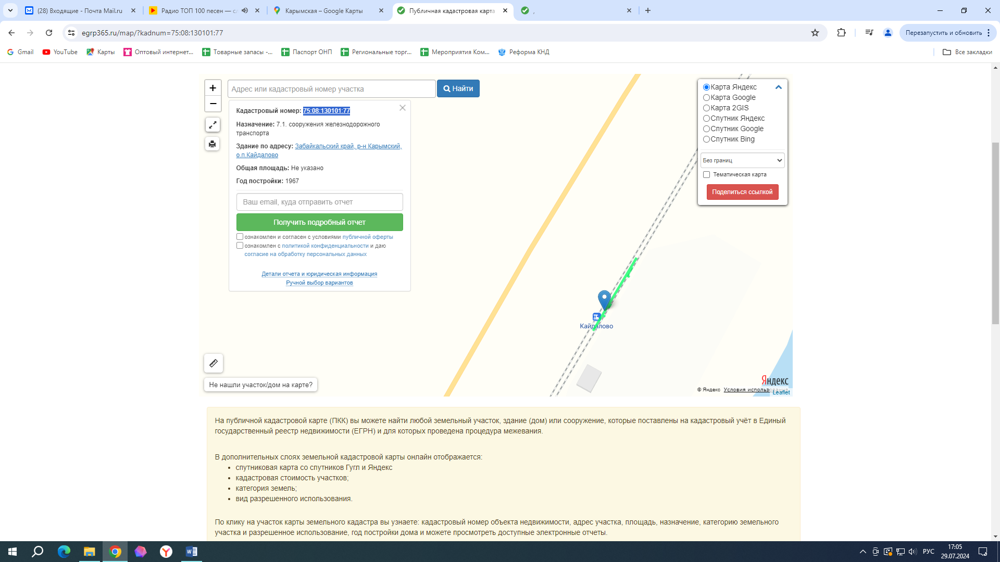 (28) Входящие - Почта Mail.ru
Радио ТОП 100 песен — сл
Карымская – Google Карты
Публичная кадастровая карта
,
egrp365.ru/map/?kadnum=75:08:130101:77
Перезапустить и обновить
Gmail
YouTube
Карты
Оптовый интернет...
Товарные запасы -...
Паспорт ОНП
Региональные торг...
Мероприятия Ком...
Реформа КНД
Все закладки
+
−
Адрес или кадастровый номер участка
Найти
Кадастровый номер: 75:08:130101:77
Назначение: 7.1. сооружения железнодорожного
транспорта
Здание по адресу: Забайкальский край, р-н Карымский,
о.п.Кайдалово
Общая площадь: Не указано
Год постройки: 1967
Ваш email, куда отправить отчет
Получить подробный отчет
ознакомлен и согласен с условиями публичной оферты
ознакомлен с политикой конфиденциальности и даю
согласие на обработку персональных данных
Детали отчета и юридическая информация
Ручной выбор вариантов
Карта Яндекс
Карта Google
Карта 2GIS
Спутник Яндекс
Спутник Google
Спутник Bing
Без границ
Тематическая карта
Поделиться ссылкой
Кайдалово
Не нашли участок/дом на карте?
Яндекс
© Яндекс Условия использования
Leaflet
На публичной кадастровой карте (ПКК) вы можете найти любой земельный участок, здание (дом) или сооружение, которые поставлены на кадастровый учёт в Единый
государственный реестр недвижимости (ЕГРН) и для которых проведена процедура межевания.
В дополнительных слоях земельной кадастровой карты онлайн отображается:
• спутниковая карта со спутников Гугл и Яндекс
• кадастровая стоимость участков;
• категория земель;
• вид разрешенного использования.
По клику на участок карты земельного кадастра вы узнаете: кадастровый номер объекта недвижимости, адрес участка, площадь, назначение, категорию земельного
участка и разрешенное использование, год постройки дома и можете просмотреть доступные электронные отчеты.
РУС
17:05
29.07.2024